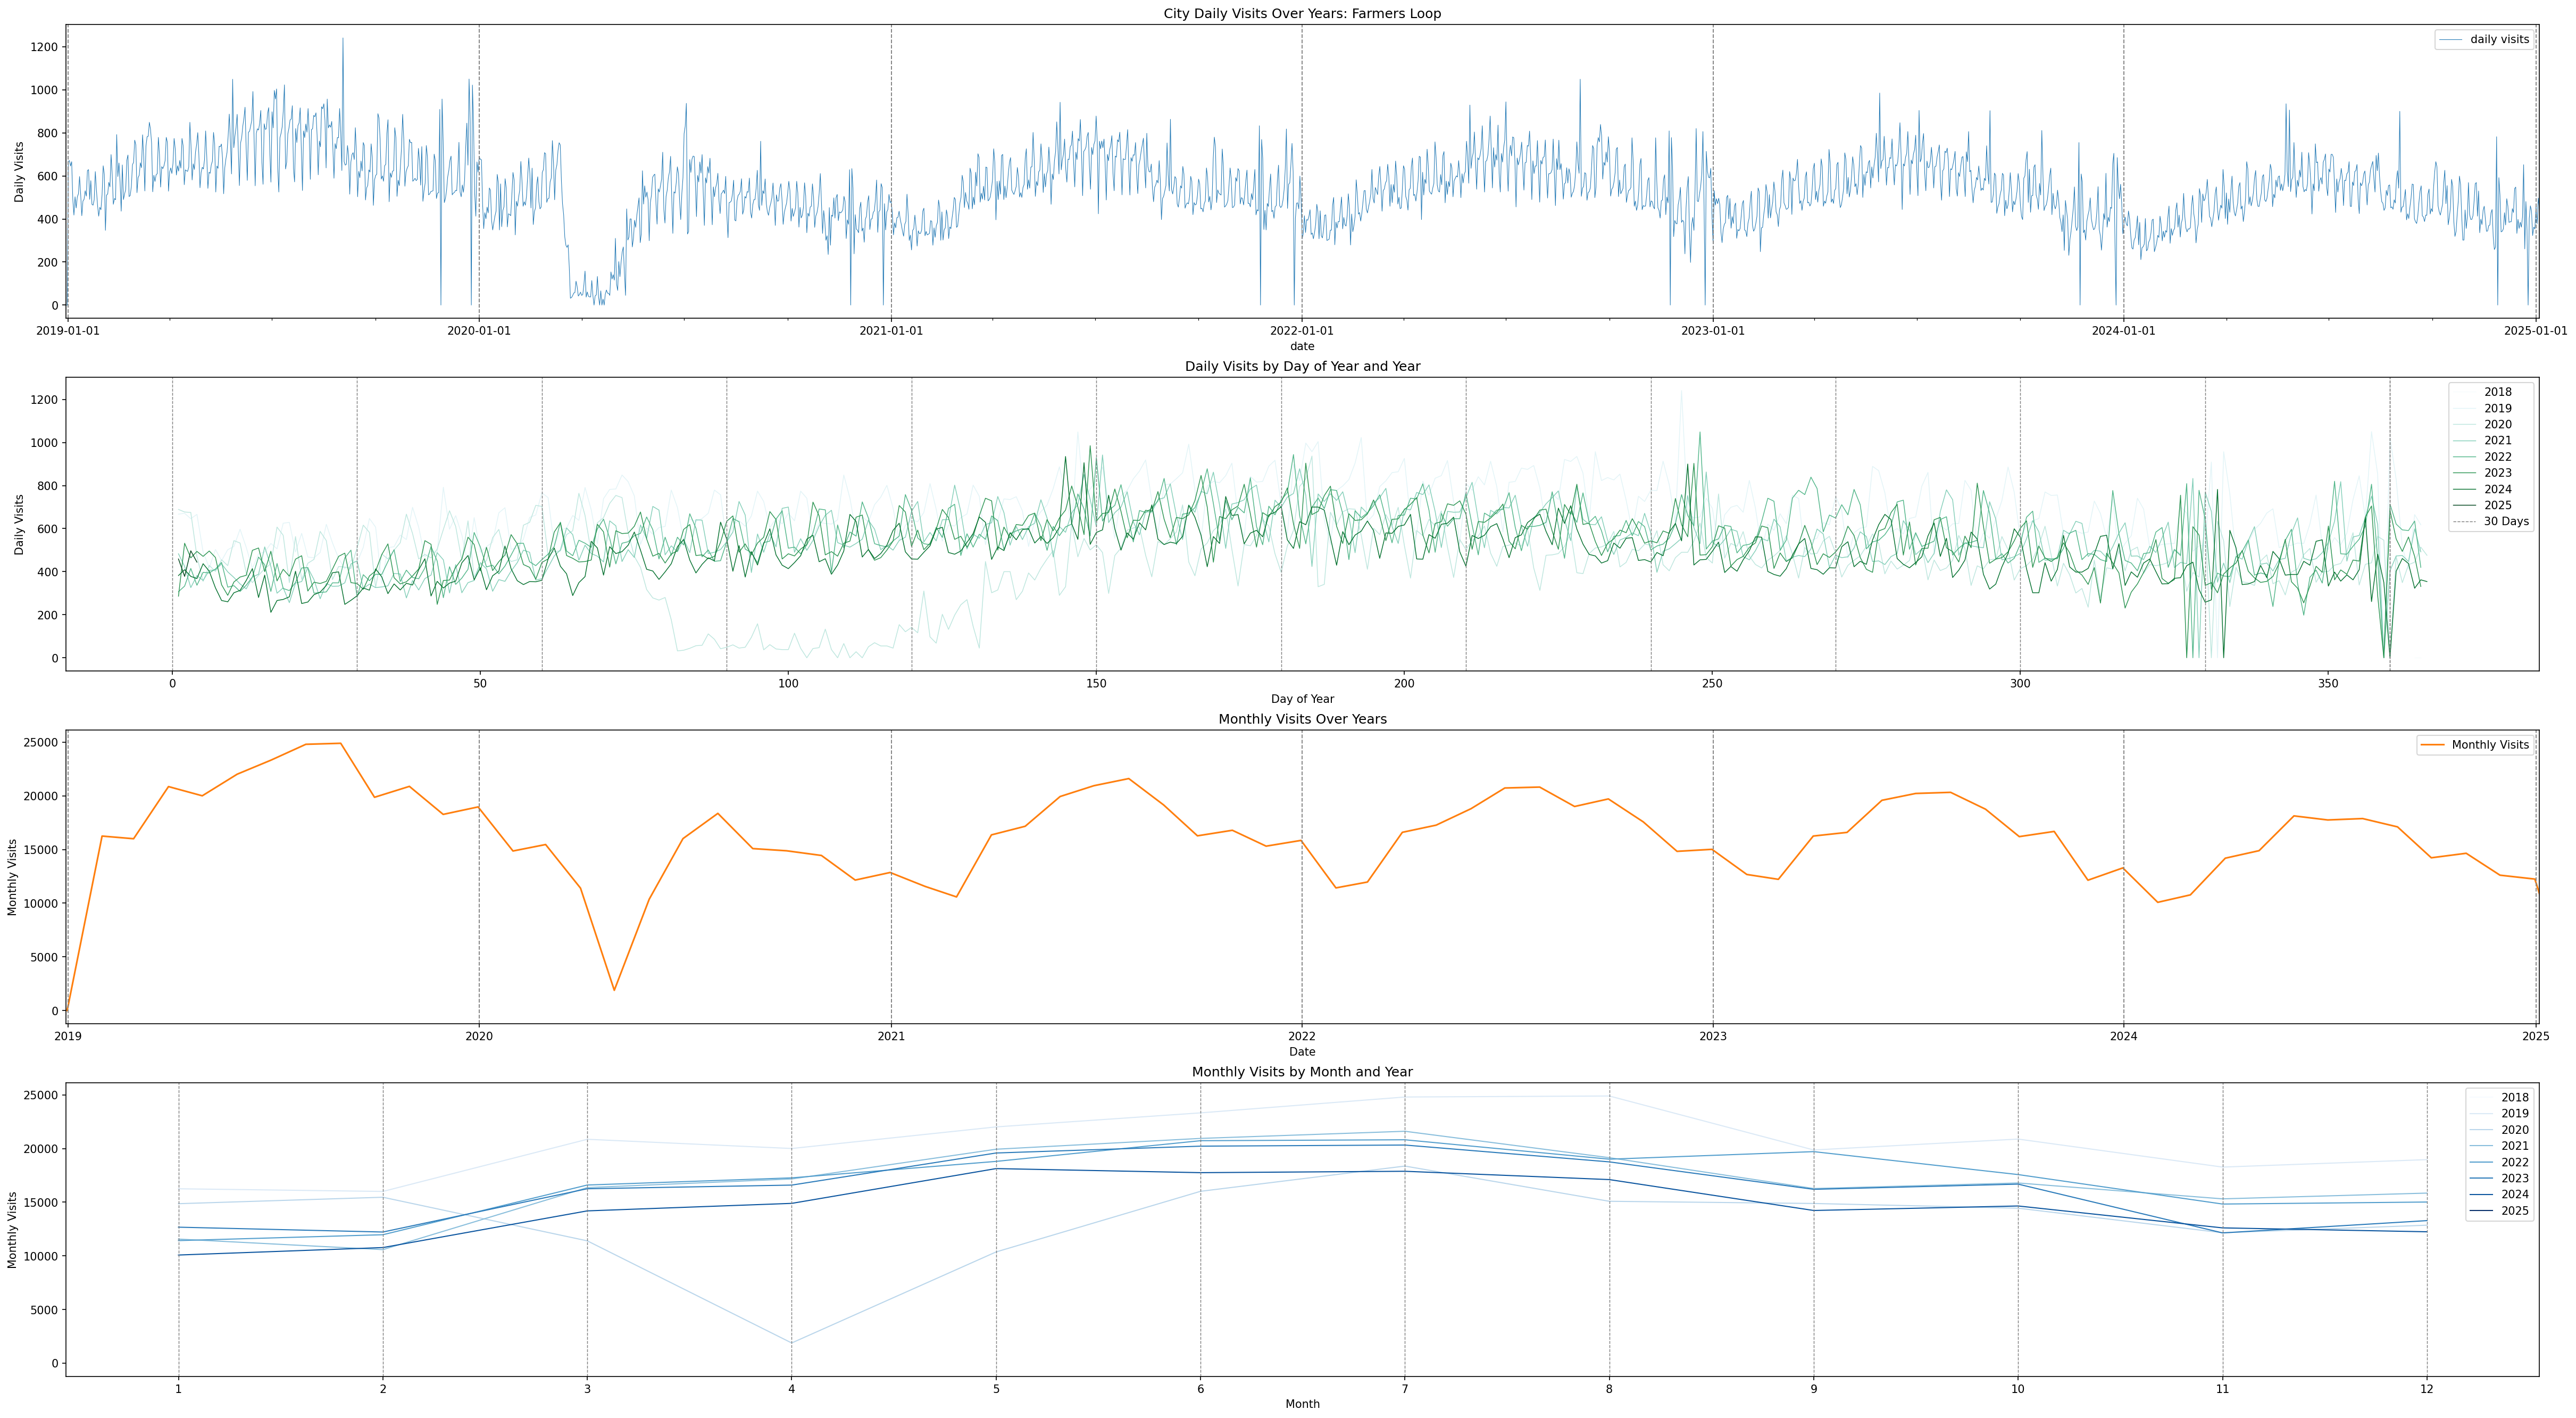 City Daily Visits Over Years: Farmers Loop
1200
1000
800
600
400
200
0
Daily Visits
daily visits
2019-01-01 2020-01-01 2021-01-01 2022-01-01 2023-01-01 2024-01-01 2025-01-01
date
Daily Visits by Day of Year and Year
1200
1000
800
600
400
200
0
Daily Visits
2018
2019
2020
2021
2022
2023
2024
2025
30 Days
0 50 100 150 200 250 300 350
Day of Year
Monthly Visits Over Years
25000
20000
15000
10000
5000
0
Monthly Visits
Monthly Visits
2019 2020 2021 2022 2023 2024 2025
Date
Monthly Visits by Month and Year
25000
20000
15000
10000
5000
0
Monthly Visits
2018
2019
2020
2021
2022
2023
2024
2025
1 2 3 4 5 6 7 8 9 10 11 12
Month